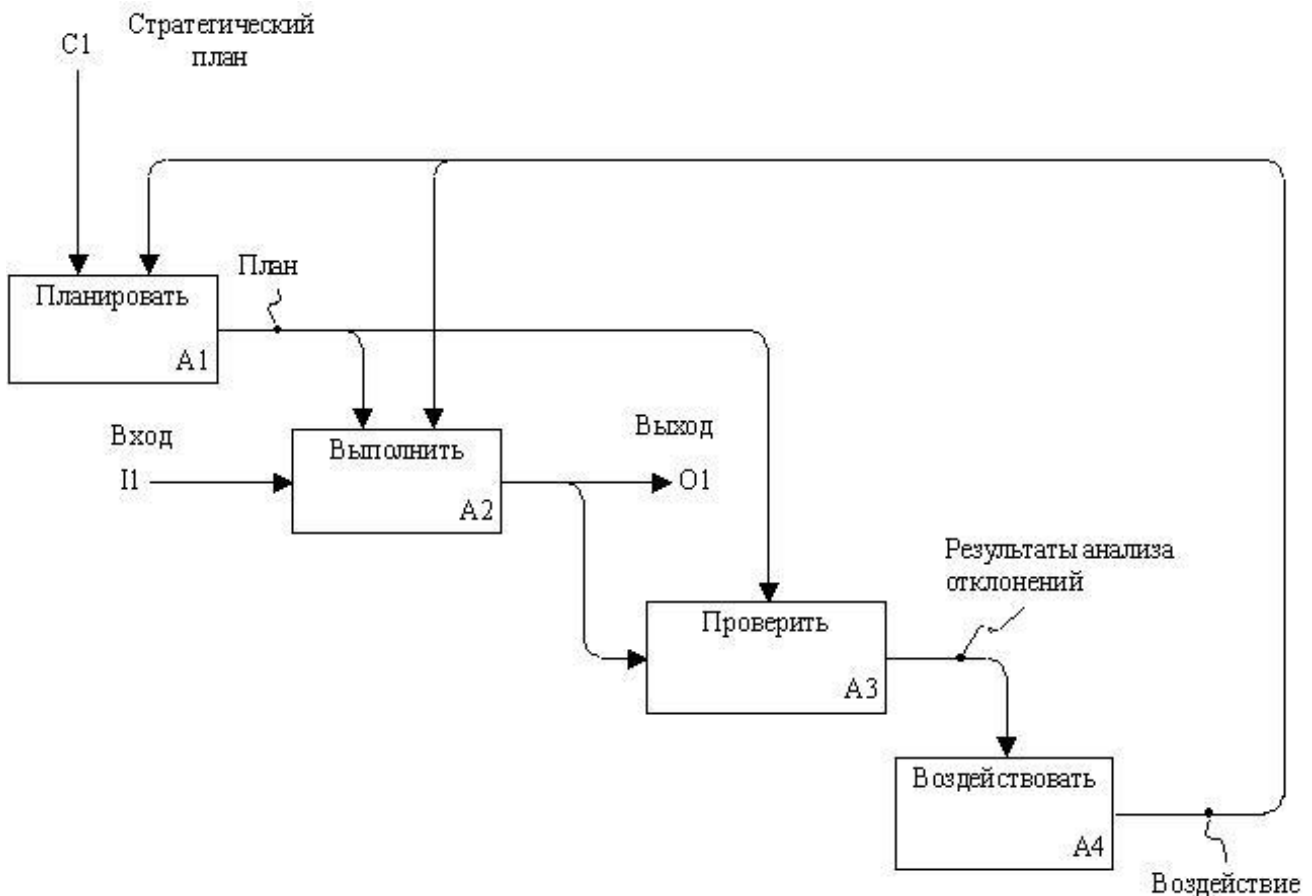 C1
Стратегический
план
План
Планировать
A1
Вход
I1
Выполнить
A2
Выход
O1
Проверить
A3
Результаты анализа
отклонений
Воздействовать
A4
Воздействие